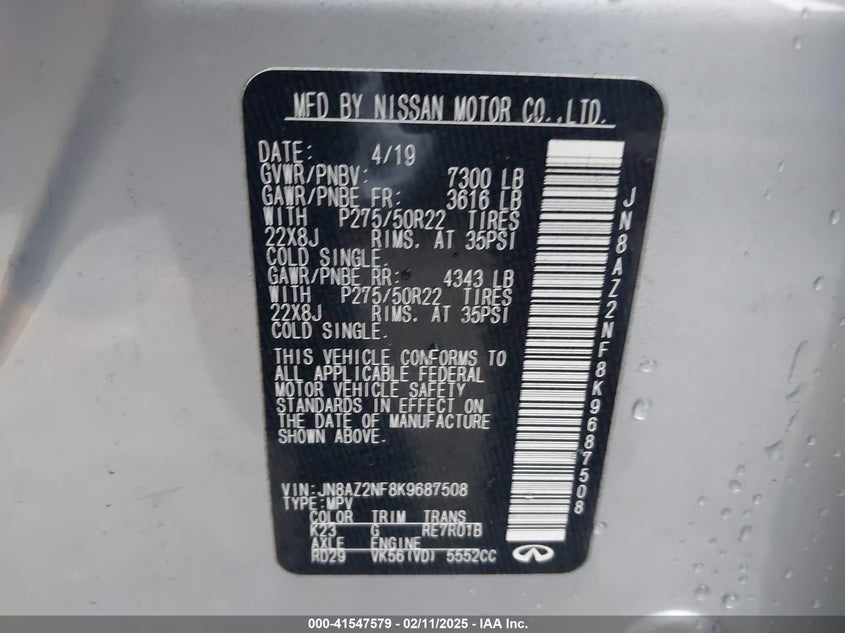 MFD BY NISSAN MOTOR CO.,LTD.
DATE: 4/19
GVWR/PNBV: 7300 LB
GAWR/PNBE FR: 3616 LB
WITH P275/50R22 TIRES
22X8J RIMS. AT 35PSI
COLD SINGLE.
GAWR/PNBE RR: 4343 LB
WITH P275/50R22 TIRES
22X8J RIMS. AT 35PSI
COLD SINGLE.
THIS VEHICLE CONFORMS TO
ALL APPLICABLE FEDERAL
MOTOR VEHICLE SAFETY
STANDARDS IN EFFECT ON
THE DATE OF MANUFACTURE
SHOWN ABOVE.
VIN: JN8AZ2NF8K9687508
TYPE: MPV
COLOR TRIM TRANS
K23 G RE7R01B
AXLE ENGINE
RD29 VK56(VD) 5552CC
JN8AZ2NF8K9687508
000-41547579 - 02/11/2025 - IAA Inc.